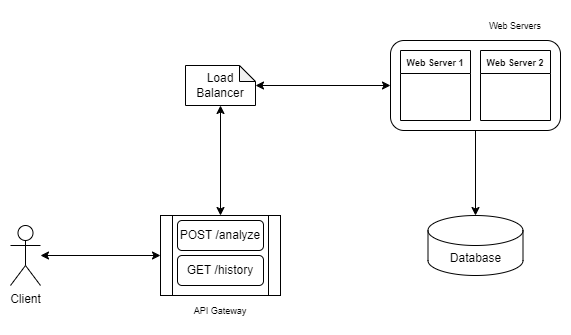 Web Servers
Web Server 1
Web Server 2
Load
Balancer
POST /analyze
GET /history
Database
Client
API Gateway